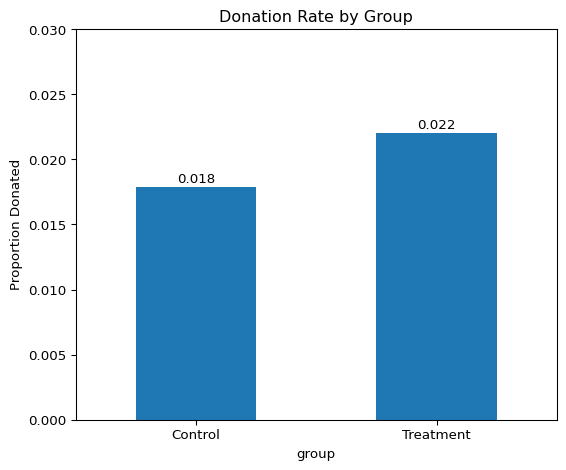 Donation Rate by Group
0.030
0.025
0.020
0.015
0.010
0.005
0.000
Proportion Donated
0.018
0.022
Control
Treatment
group